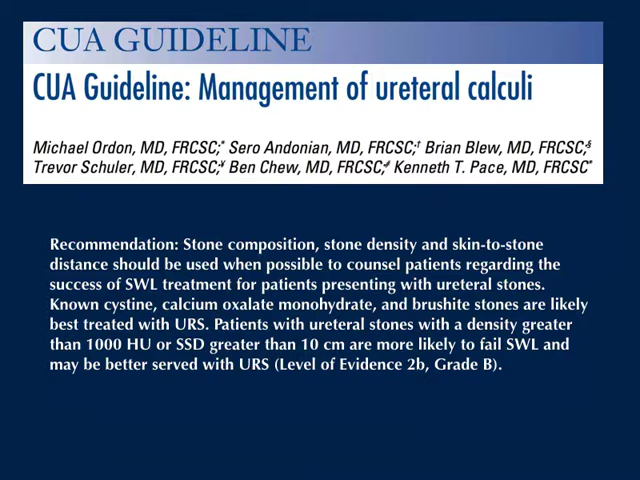 CUA GUIDELINE
CUA Guideline: Management of ureteral calculi
Michael Ordon, MD, FRCSC;* Sero Andonian, MD, FRCSC;† Brian Blew, MD, FRCSC;§
Trevor Schuler, MD, FRCSC;¥ Ben Chew, MD, FRCSC;≠ Kenneth T. Pace, MD, FRCSC*
Recommendation: Stone composition, stone density and skin-to-stone
distance should be used when possible to counsel patients regarding the
success of SWL treatment for patients presenting with ureteral stones.
Known cystine, calcium oxalate monohydrate, and brushite stones are likely
best treated with URS. Patients with ureteral stones with a density greater
than 1000 HU or SSD greater than 10 cm are more likely to fail SWL and
may be better served with URS (Level of Evidence 2b, Grade B).